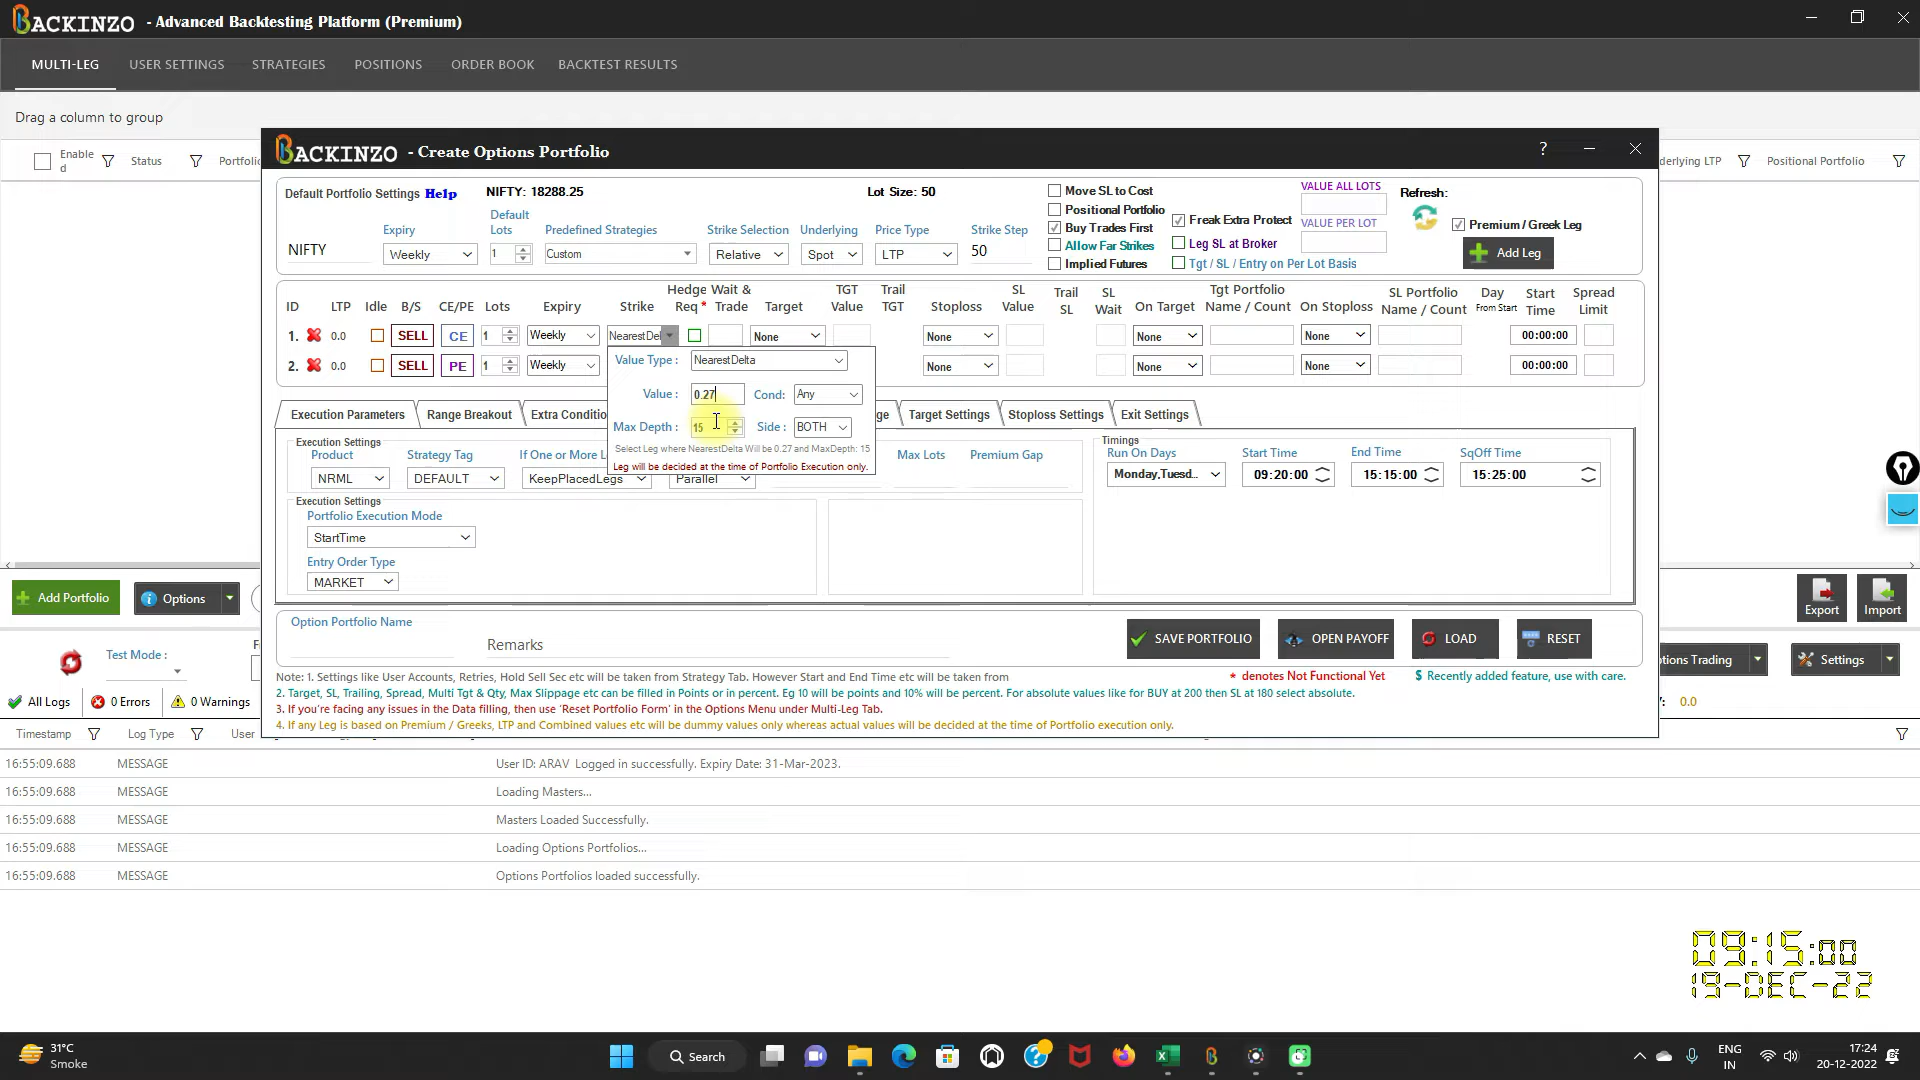 BACKINZO - Advanced Backtesting Platform (Premium)
MULTI-LEG USER SETTINGS STRATEGIES POSITIONS ORDER BOOK BACKTEST RESULTS
Drag a column to group
Enabled Status Portfolio
BACKINZO - Create Options Portfolio ?
derlying LTP Positional Portfolio
Default Portfolio Settings Help NIFTY: 18288.25 Lot Size: 50
NIFTY
Expiry
Weekly
Default Lots
1
Predefined Strategies
Custom
Strike Selection
Relative
Underlying
Spot
Price Type
LTP
Strike Step
50
Move SL to Cost
Positional Portfolio
Buy Trades First
Allow Far Strikes
Implied Futures
Freak Extra Protect
Leg SL at Broker
Tgt / SL / Entry on Per Lot Basis
VALUE ALL LOTS
VALUE PER LOT
Refresh:
Premium / Greek Leg
Add Leg
ID LTP Idle B/S CE/PE Lots Expiry Strike Hedge Req * Wait & Trade Target TGT Value Trail TGT Stoploss SL Value Trail SL SL Wait On Target Tgt Portfolio Name / Count On Stoploss SL Portfolio Name / Count Day From Start Start Time Spread Limit
1. 0.0 SELL CE 1 Weekly NearestDel None None None None 00:00:00
2. 0.0 SELL PE 1 Weekly None None None 00:00:00
Value Type : NearestDelta
Value : 0.27 Cond: Any
Max Depth : 15 Side : BOTH
Select Leg where NearestDelta Will be 0.27 and MaxDepth: 15
Leg will be decided at the time of Portfolio Execution only.
Execution Parameters Range Breakout Extra Conditio ge Target Settings Stoploss Settings Exit Settings
Execution Settings
Product
NRML
Strategy Tag
DEFAULT
If One or More L
KeepPlacedLegs
Parallel
Max Lots
Premium Gap
Timings
Run On Days
Monday,Tuesd...
Start Time
09:20:00
End Time
15:15:00
SqOff Time
15:25:00
Execution Settings
Portfolio Execution Mode
StartTime
Entry Order Type
MARKET
Add Portfolio Options
Export Import
Option Portfolio Name
Remarks
SAVE PORTFOLIO OPEN PAYOFF LOAD RESET
Test Mode :
ptions Trading Settings
Note: 1. Settings like User Accounts, Retries, Hold Sell Sec etc will be taken from Strategy Tab. However Start and End Time etc will be taken from
* denotes Not Functional Yet $ Recently added feature, use with care.
2. Target, SL, Trailing, Spread, Multi Tgt & Qty, Max Slippage etc can be filled in Points or in percent. Eg 10 will be points and 10% will be percent. For absolute values like for BUY at 200 then SL at 180 select absolute.
3. If you're facing any issues in the Data filling, then use 'Reset Portfolio Form' in the Options Menu under Multi-Leg Tab.
4. If any Leg is based on Premium / Greeks, LTP and Combined values etc will be dummy values only whereas actual values will be decided at the time of Portfolio execution only.
All Logs 0 Errors 0 Warnings
0.0
Timestamp Log Type User
16:55:09.688 MESSAGE User ID: ARAV Logged in successfully. Expiry Date: 31-Mar-2023.
16:55:09.688 MESSAGE Loading Masters...
16:55:09.688 MESSAGE Masters Loaded Successfully.
16:55:09.688 MESSAGE Loading Options Portfolios...
16:55:09.688 MESSAGE Options Portfolios loaded successfully.
09:15:00
19-DEC-22
31°C
Smoke
Search
ENG
IN
17:24
20-12-2022